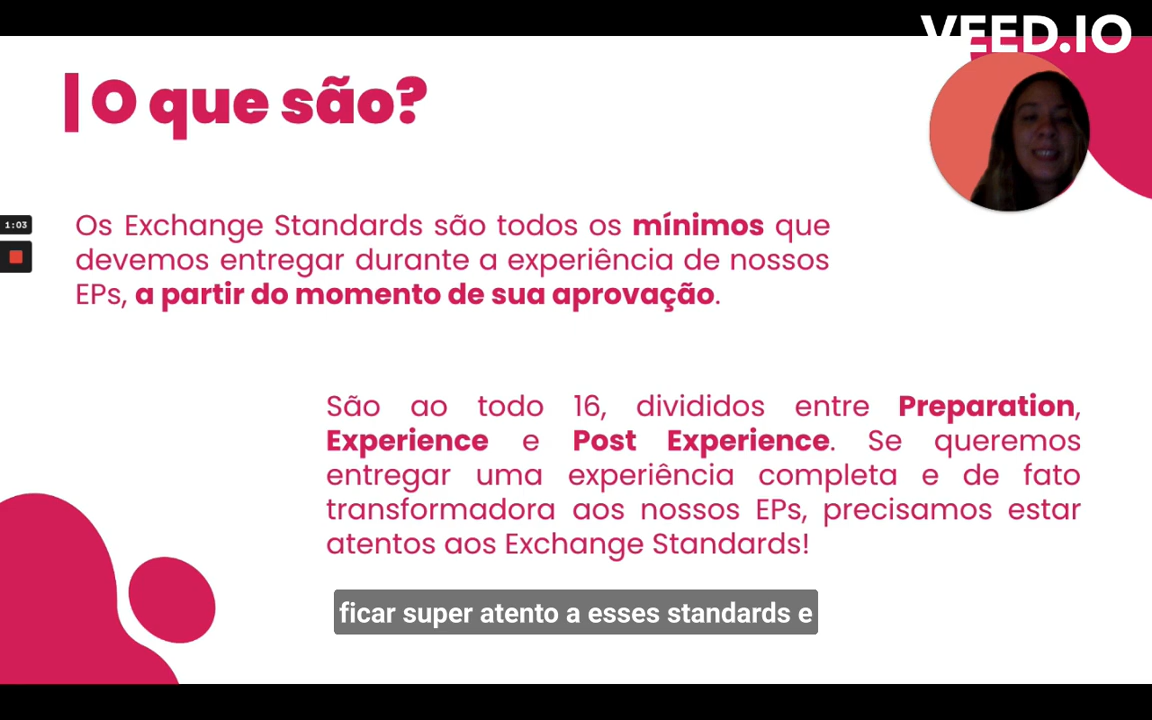 VEED.IO
| O que são?
1:03
Os Exchange Standards são todos os mínimos que
devemos entregar durante a experiência de nossos
EPs, a partir do momento de sua aprovação.
São ao todo 16, divididos entre Preparation,
Experience e Post Experience. Se queremos
entregar uma experiência completa e de fato
transformadora aos nossos EPs, precisamos estar
atentos aos Exchange Standards!
ficar super atento a esses standards e